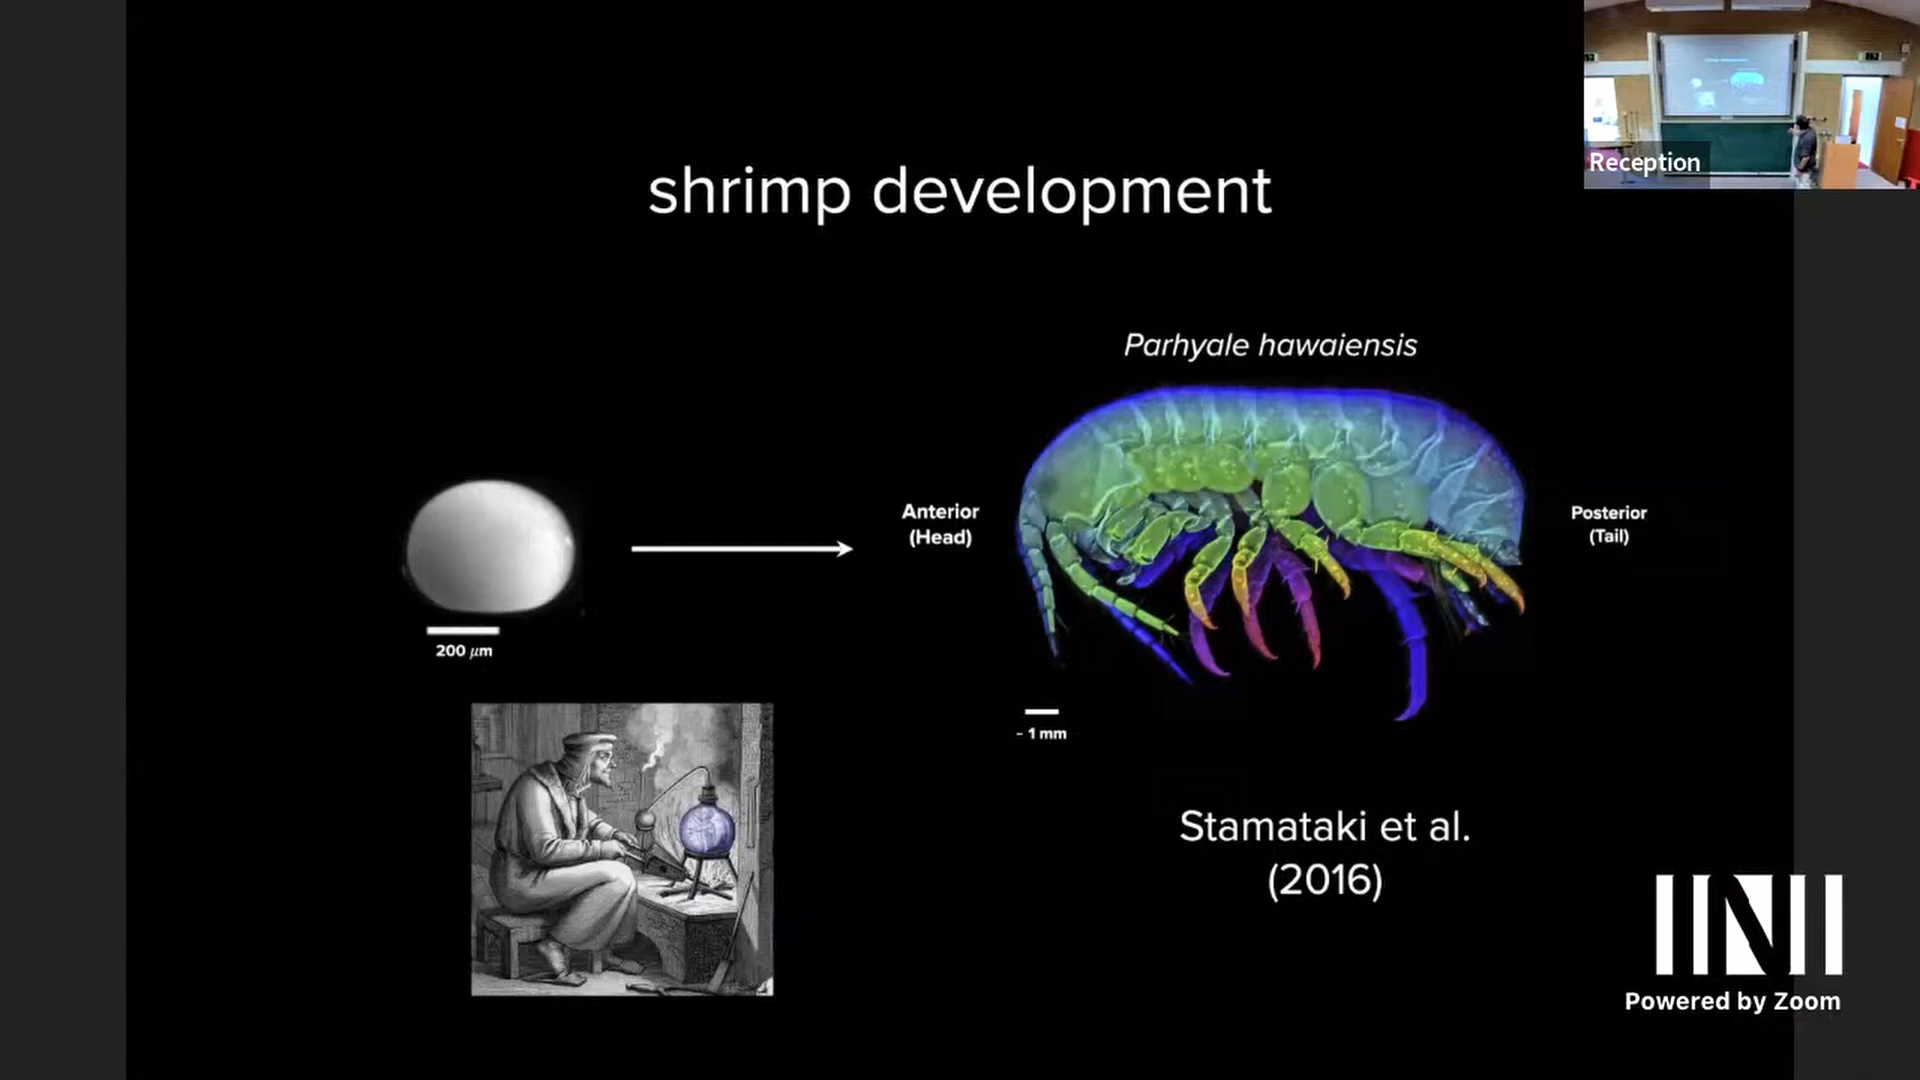 Reception
shrimp development
Parhyale hawaiensis
Anterior
(Head)
Posterior
(Tail)
200 μm
~ 1 mm
Stamataki et al.
(2016)
INI
Powered by Zoom